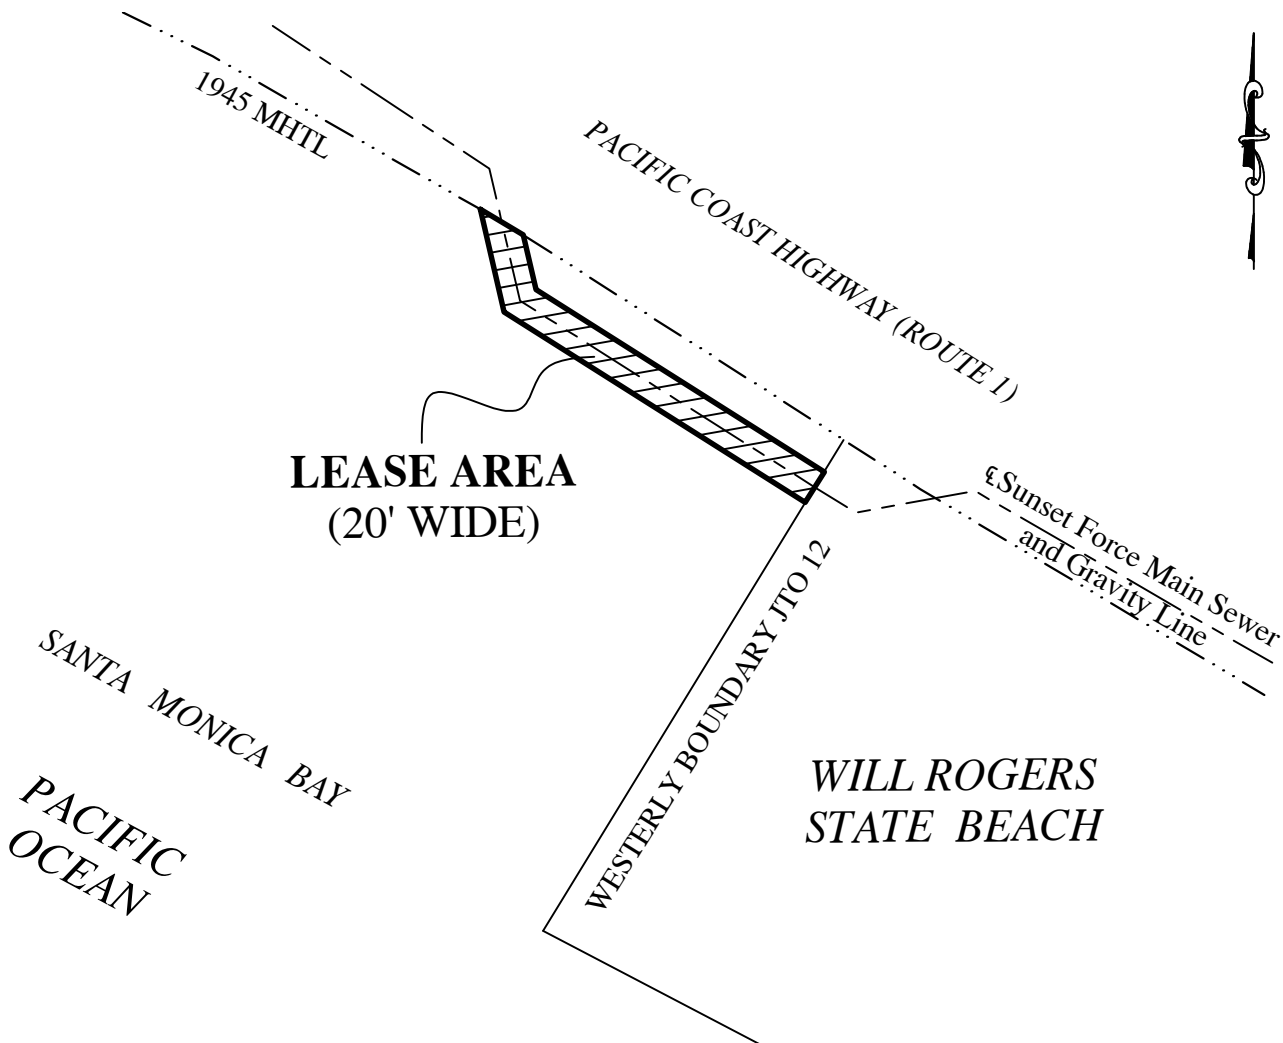 1945 MHTL
PACIFIC COAST HIGHWAY (ROUTE 1)
LEASE AREA
(20' WIDE)
℄Sunset Force Main Sewer
and Gravity Line
WESTERLY BOUNDARY JTO 12
SANTA MONICA BAY
PACIFIC
OCEAN
WILL ROGERS
STATE BEACH